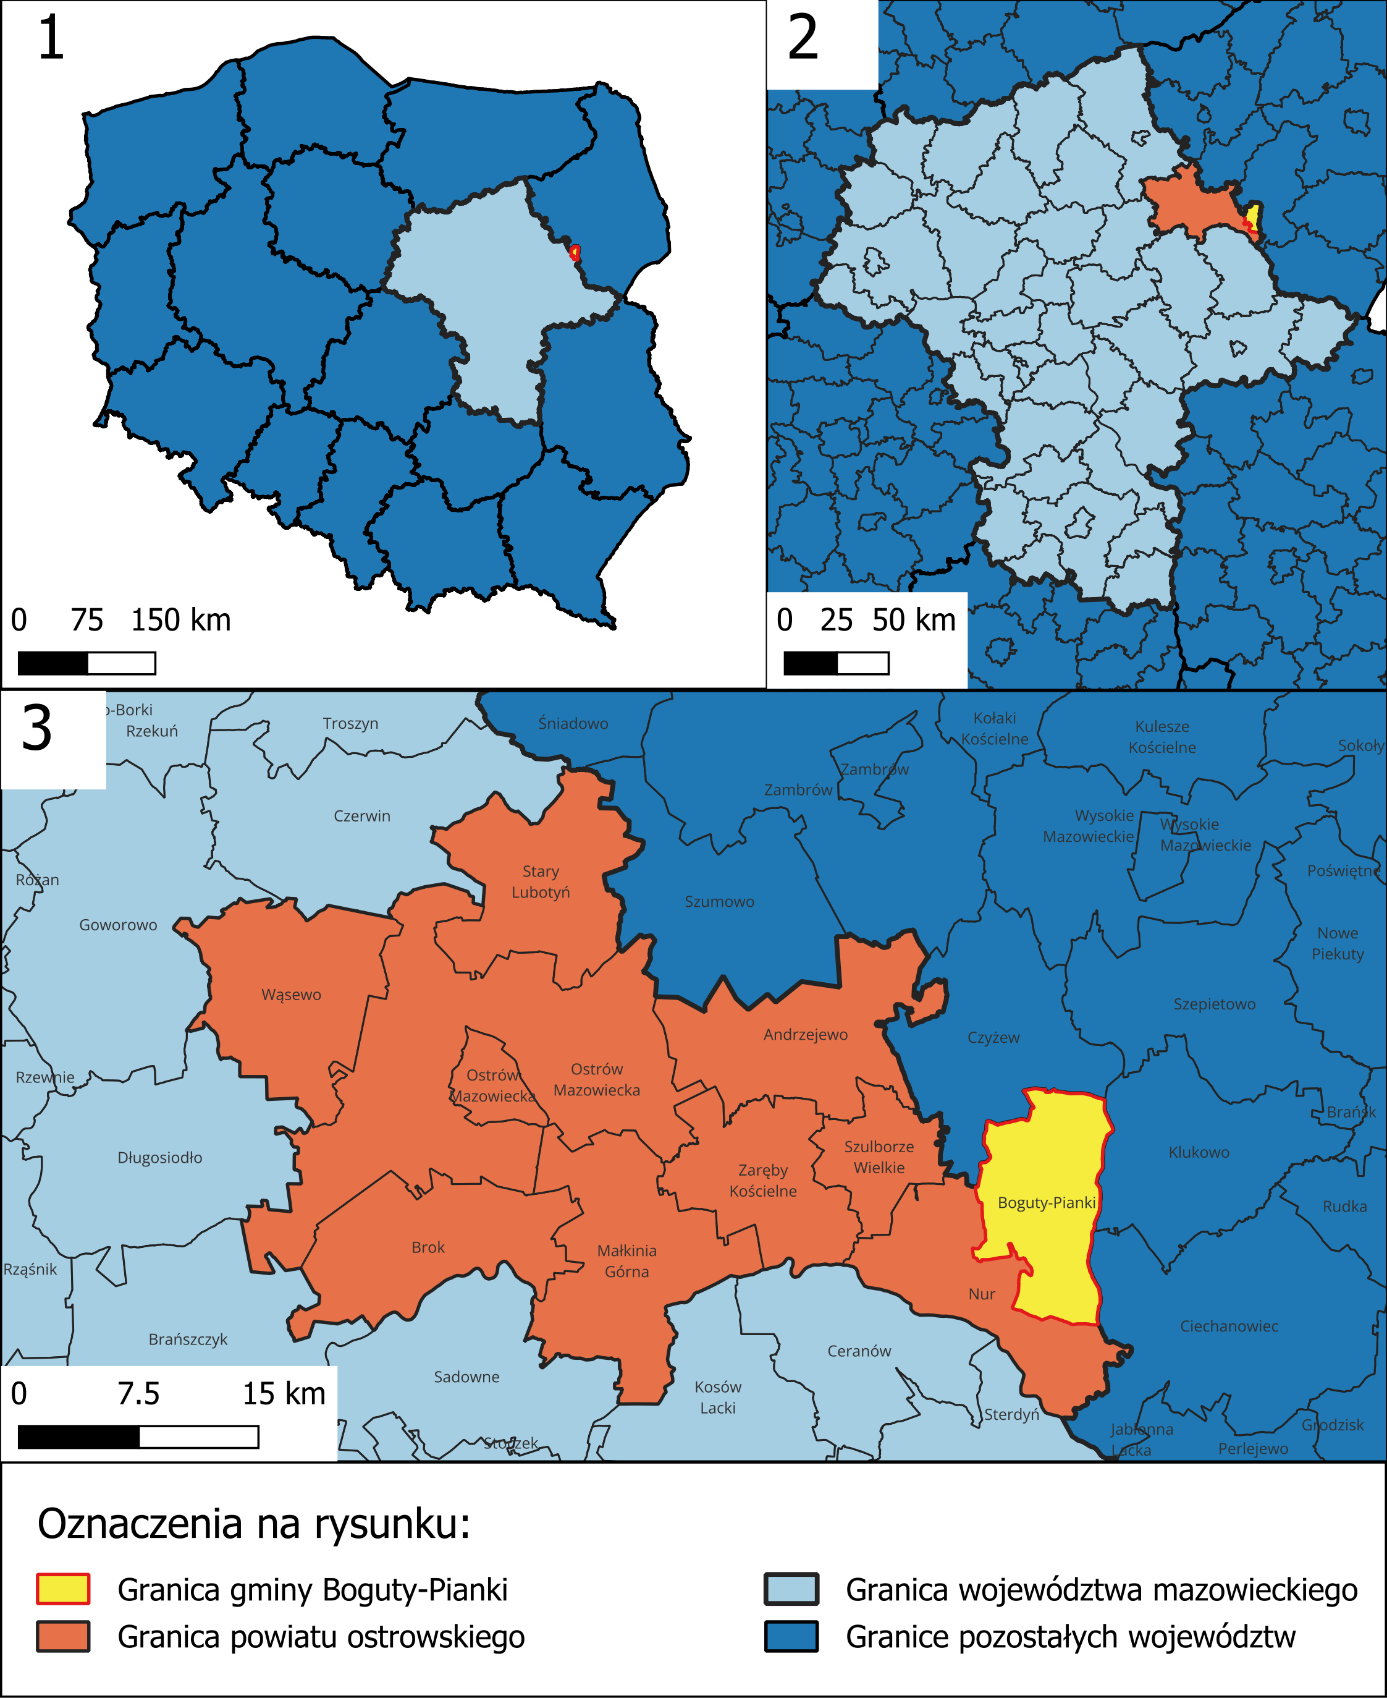 1
0 75 150 km
2
0 25 50 km
3
o-Borki
Rzekuń
Troszyn
Śniadowo
Kołaki
Kościelne
Kulesze
Kościelne
Sokoły
Zambrów
Zambrów
Czerwin
Wysokie
Mazowieckie
Wysokie
Mazowieckie
Różan
Stary
Lubotyń
Poświętne
Goworowo
Szumowo
Nowe
Piekuty
Wąsewo
Szepietowo
Andrzejewo
Czyżew
Rzewnie
Ostrów
Mazowiecka
Ostrów
Mazowiecka
Brańsk
Długosiodło
Szulborze
Wielkie
Klukowo
Zaręby
Kościelne
Boguty-Pianki
Rudka
Brok
Małkinia
Górna
Rząśnik
Nur
Ciechanowiec
Brańszczyk
Ceranów
Sadowne
Kosów
Lacki
Sterdyń
Jabłonna
Lacka
Grodzisk
Perlejewo
Stoczek
0 7.5 15 km
Oznaczenia na rysunku:
Granica gminy Boguty-Pianki
Granica powiatu ostrowskiego
Granica województwa mazowieckiego
Granice pozostałych województw